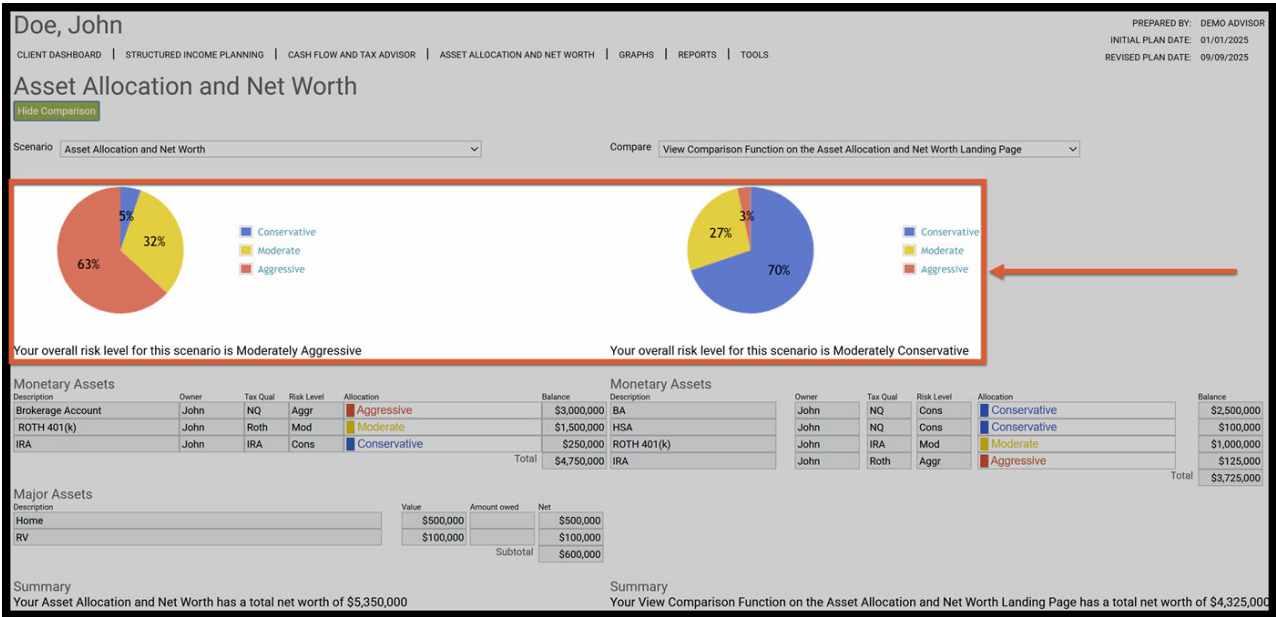 Doe, John
PREPARED BY: DEMO ADVISOR
INITIAL PLAN DATE: 01/01/2025
REVISED PLAN DATE: 09/09/2025
CLIENT DASHBOARD | STRUCTURED INCOME PLANNING | CASH FLOW AND TAX ADVISOR | ASSET ALLOCATION AND NET WORTH | GRAPHS | REPORTS | TOOLS
Asset Allocation and Net Worth
Hide Comparison
Scenario Asset Allocation and Net Worth
Compare View Comparison Function on the Asset Allocation and Net Worth Landing Page
5%
32%
63%
Conservative
Moderate
Aggressive
Your overall risk level for this scenario is Moderately Aggressive
3%
27%
70%
Conservative
Moderate
Aggressive
Your overall risk level for this scenario is Moderately Conservative
Monetary Assets
Description Owner Tax Qual Risk Level Allocation Balance
Brokerage Account John NQ Aggr Aggressive $3,000,000
ROTH 401(k) John Roth Mod Moderate $1,500,000
IRA John IRA Cons Conservative $250,000
Total $4,750,000
Monetary Assets
Description Owner Tax Qual Risk Level Allocation Balance
BA John NQ Cons Conservative $2,500,000
HSA John NQ Cons Conservative $100,000
ROTH 401(k) John IRA Mod Moderate $1,000,000
IRA John Roth Aggr Aggressive $125,000
Total $3,725,000
Major Assets
Description Value Amount owed Net
Home $500,000 $500,000
RV $100,000 $100,000
Subtotal $600,000
Summary
Your Asset Allocation and Net Worth has a total net worth of $5,350,000
Summary
Your View Comparison Function on the Asset Allocation and Net Worth Landing Page has a total net worth of $4,325,000